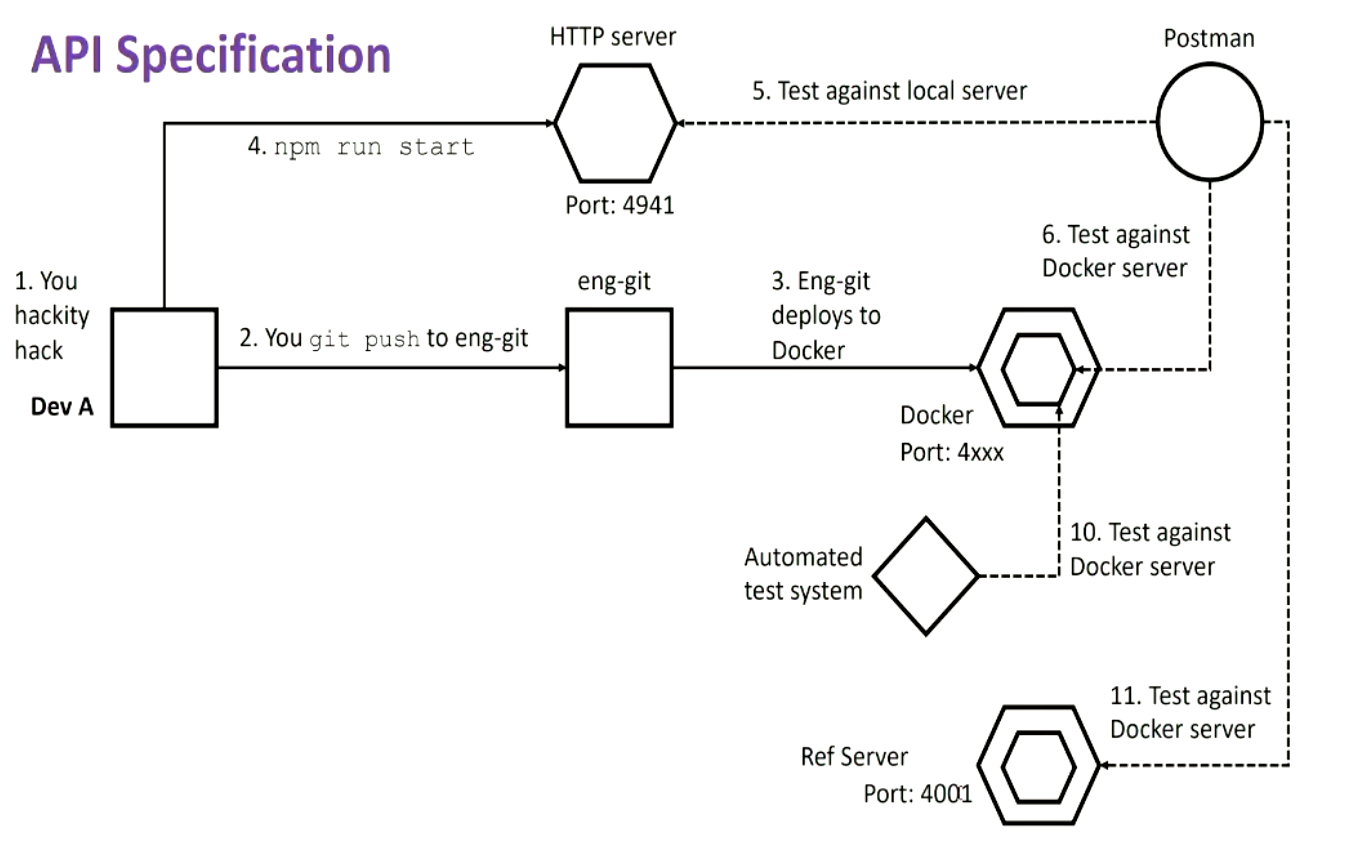 API Specification
HTTP server
Postman
5. Test against local server
4. npm run start
Port: 4941
6. Test against
Docker server
1. You
hackity
hack
eng-git
3. Eng-git
deploys to
Docker
2. You git push to eng-git
Dev A
Docker
Port: 4xxx
Automated
test system
10. Test against
Docker server
11. Test against
Docker server
Ref Server
Port: 4001